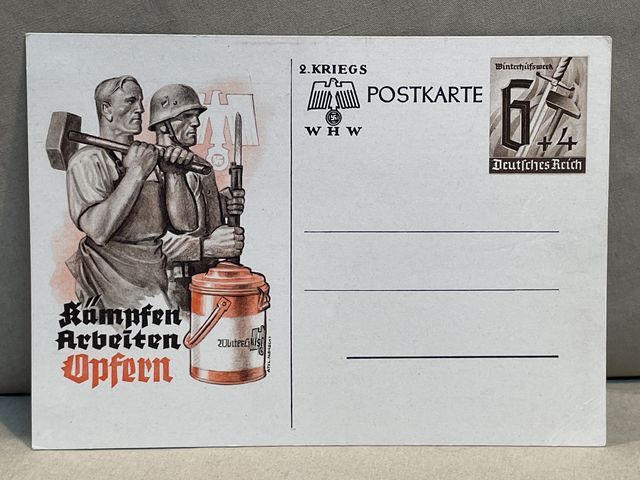 2. KRIEGS
WHW
POSTKARTE
Winterhilfswerk
6+4
Deutsches Reich
Kämpfen
Arbeiten
Opfern